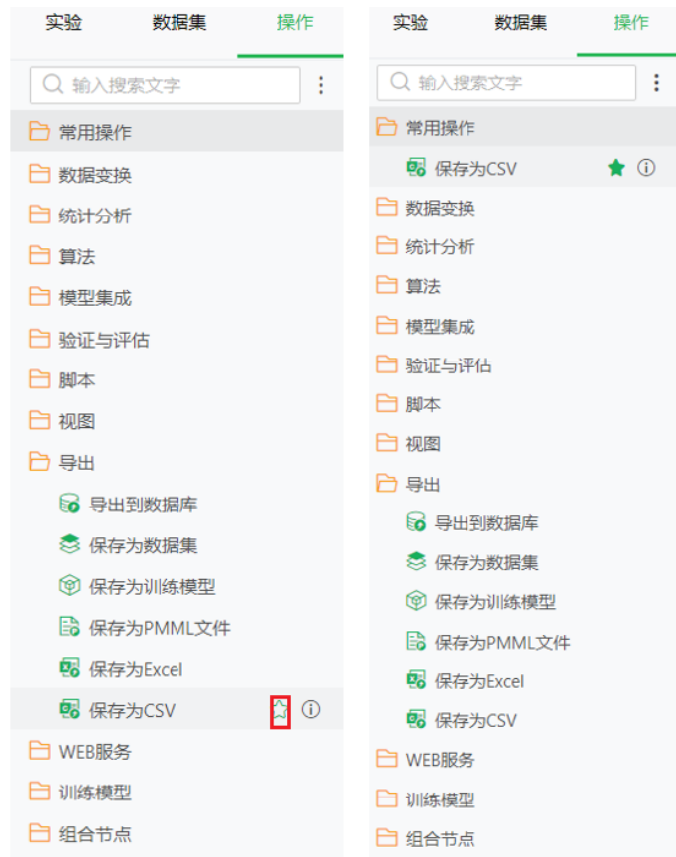 实验 数据集 操作
输入搜索文字
常用操作
数据变换
统计分析
算法
模型集成
验证与评估
脚本
视图
导出
导出到数据库
保存为数据集
保存为训练模型
保存为PMML文件
保存为Excel
保存为CSV
WEB服务
训练模型
组合节点
实验 数据集 操作
输入搜索文字
常用操作
保存为CSV
数据变换
统计分析
算法
模型集成
验证与评估
脚本
视图
导出
导出到数据库
保存为数据集
保存为训练模型
保存为PMML文件
保存为Excel
保存为CSV
WEB服务
训练模型
组合节点